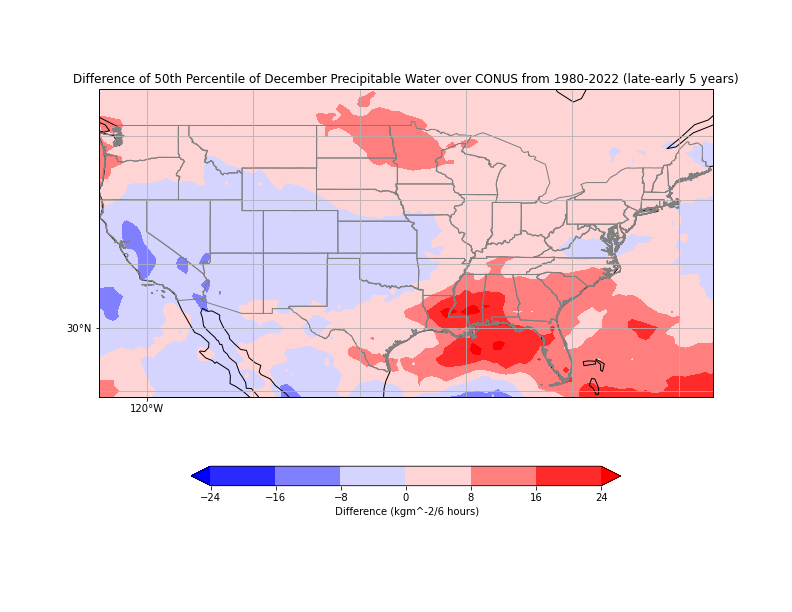 Difference of 50th Percentile of December Precipitable Water over CONUS from 1980-2022 (late-early 5 years)
30°N
120°W
−24 −16 −8 0 8 16 24
Difference (kgm^-2/6 hours)